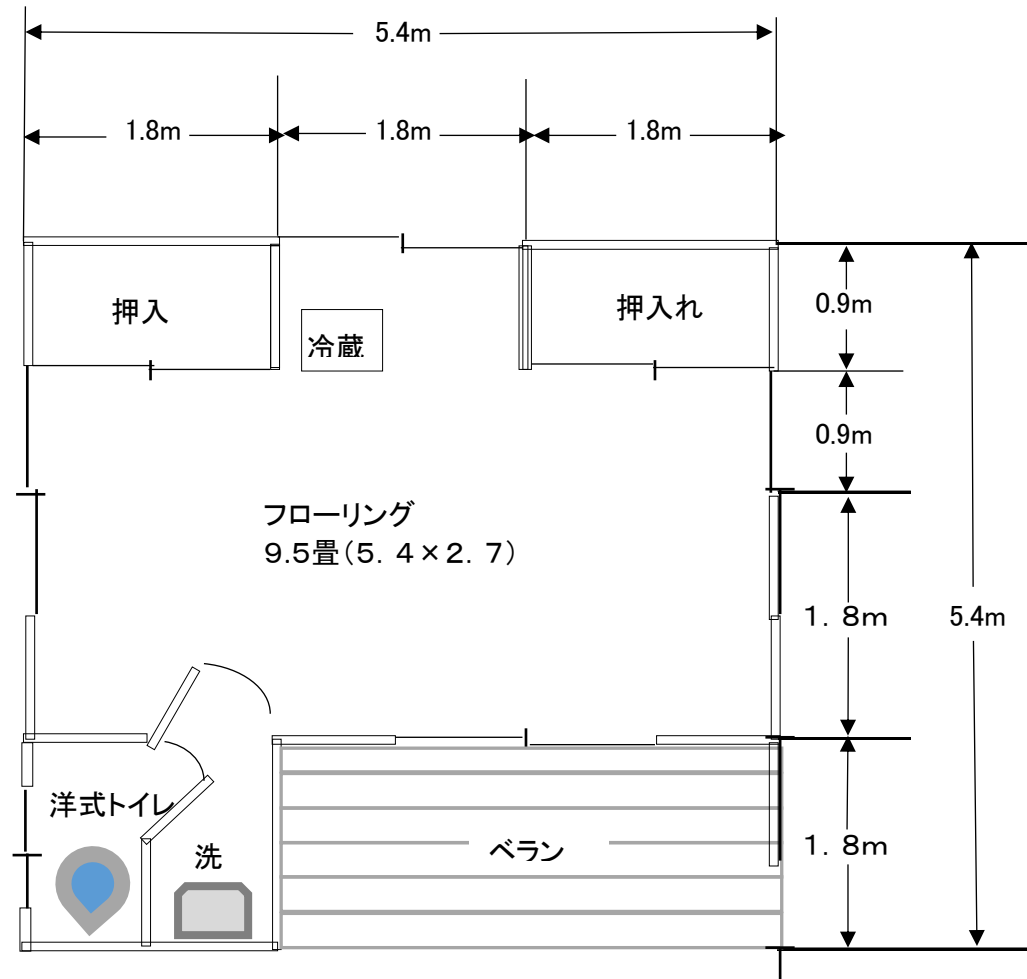 5.4m
1.8m
1.8m
1.8m
押入
冷蔵
押入れ
0.9m
0.9m
フローリング
9.5畳(5.4×2.7)
1.8m
5.4m
洋式トイレ
洗
ベラン
1.8m